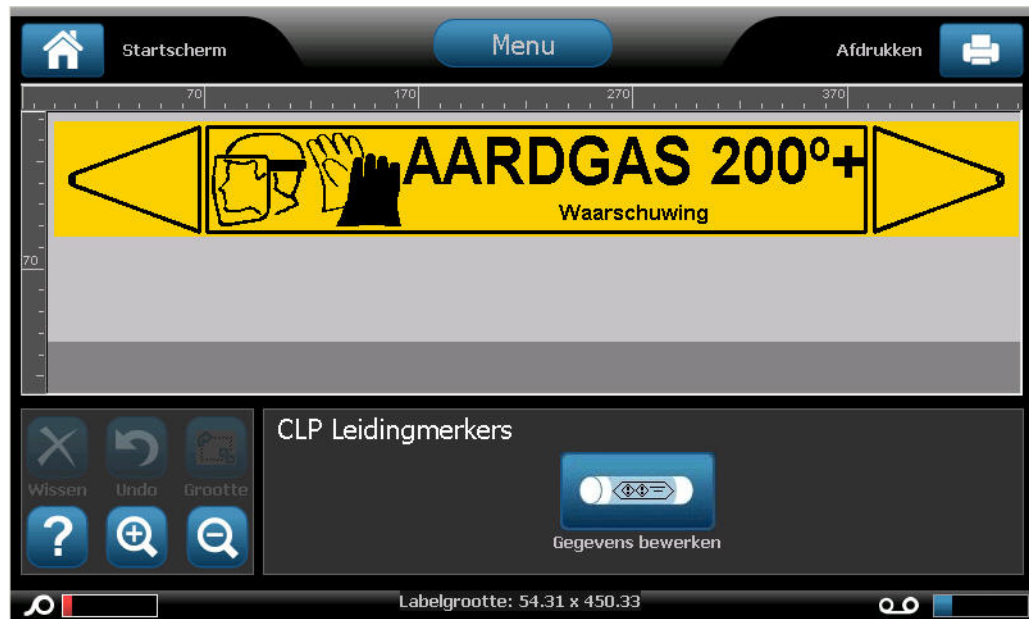 Startscherm
Menu
Afdrukken
70
170
270
370
AARDGAS 200º+
Waarschuwing
70
CLP Leidingmerkers
Wissen
Undo
Grootte
?
Gegevens bewerken
Labelgrootte: 54.31 x 450.33